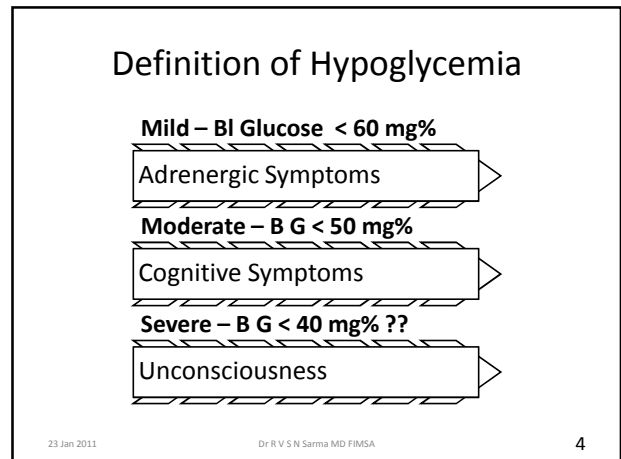 Definition of Hypoglycemia
Mild – Bl Glucose < 60 mg%
Adrenergic Symptoms
Moderate – B G < 50 mg%
Cognitive Symptoms
Severe – B G < 40 mg% ??
Unconsciousness
23 Jan 2011 Dr R V S N Sarma MD FIMSA 4